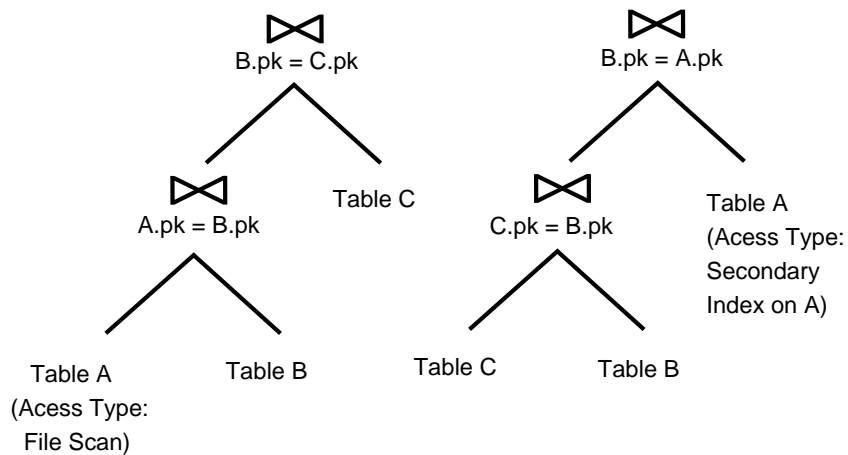 B.pk = C.pk
B.pk = A.pk
Table C
A.pk = B.pk
C.pk = B.pk
Table A
(Acess Type:
Secondary
Index on A)
Table A
(Acess Type:
File Scan)
Table B
Table C
Table B